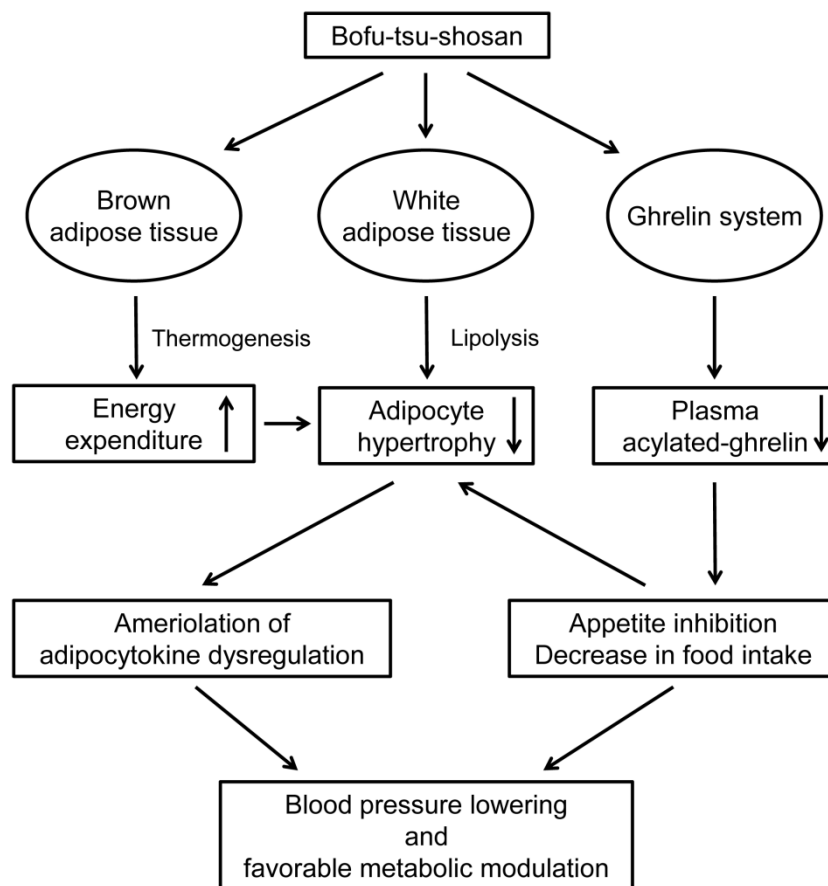 Bofu-tsu-shosan
Brown
adipose tissue
White
adipose tissue
Ghrelin system
Thermogenesis
Lipolysis
Energy
expenditure
Adipocyte
hypertrophy
Plasma
acylated-ghrelin
Ameriolation of
adipocytokine dysregulation
Appetite inhibition
Decrease in food intake
Blood pressure lowering
and
favorable metabolic modulation